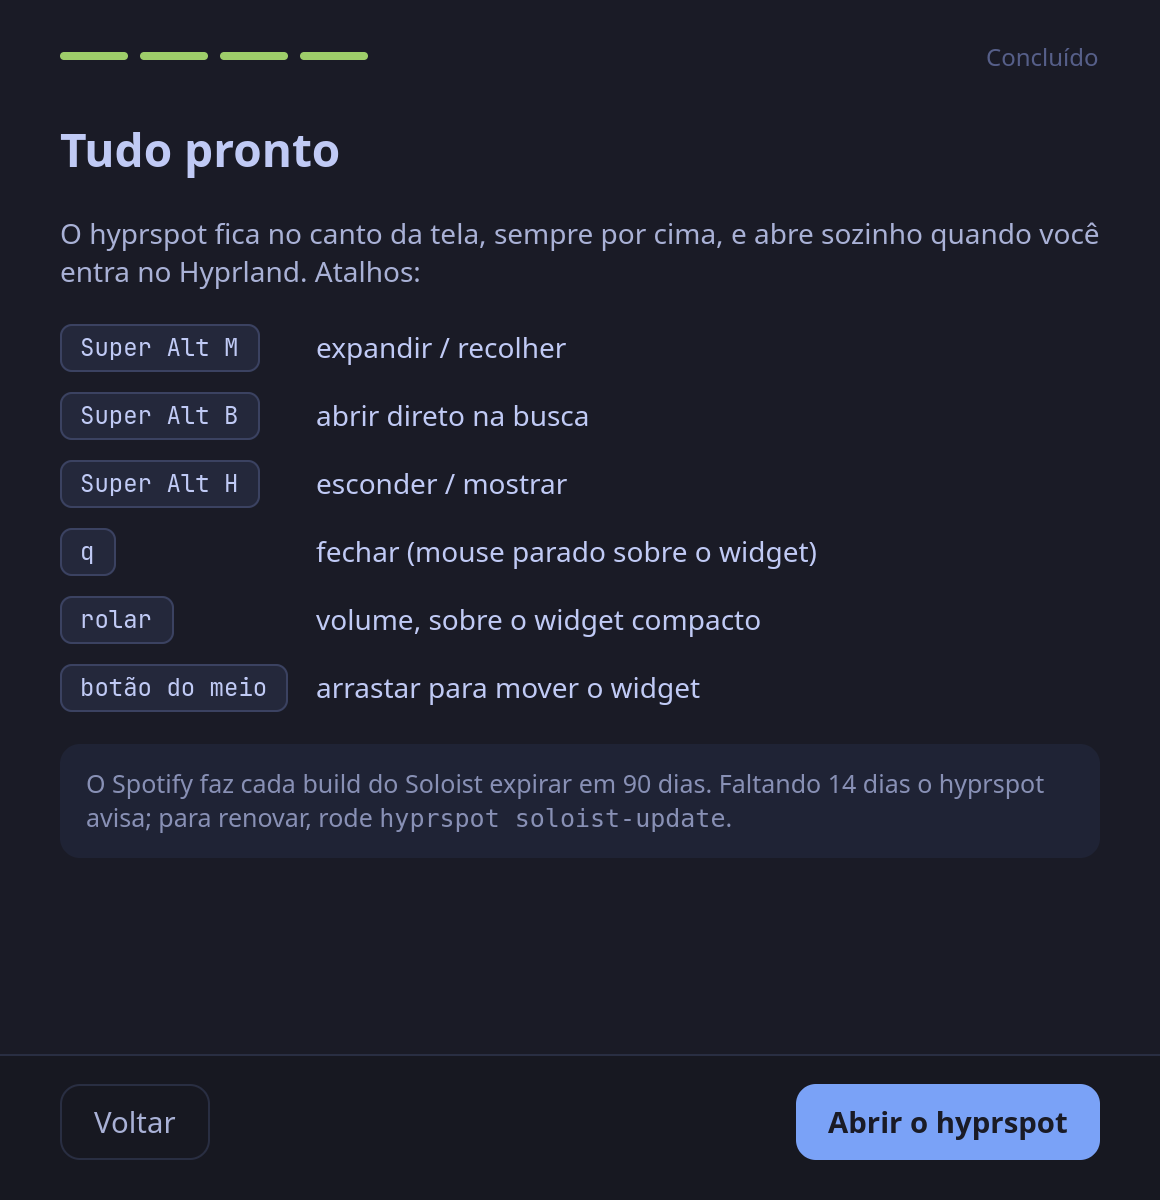 Concluído
Tudo pronto
O hyprspot fica no canto da tela, sempre por cima, e abre sozinho quando você
entra no Hyprland. Atalhos:
Super Alt M expandir / recolher
Super Alt B abrir direto na busca
Super Alt H esconder / mostrar
q fechar (mouse parado sobre o widget)
rolar volume, sobre o widget compacto
botão do meio arrastar para mover o widget
O Spotify faz cada build do Soloist expirar em 90 dias. Faltando 14 dias o hyprspot
avisa; para renovar, rode hyprspot soloist-update.
Voltar Abrir o hyprspot